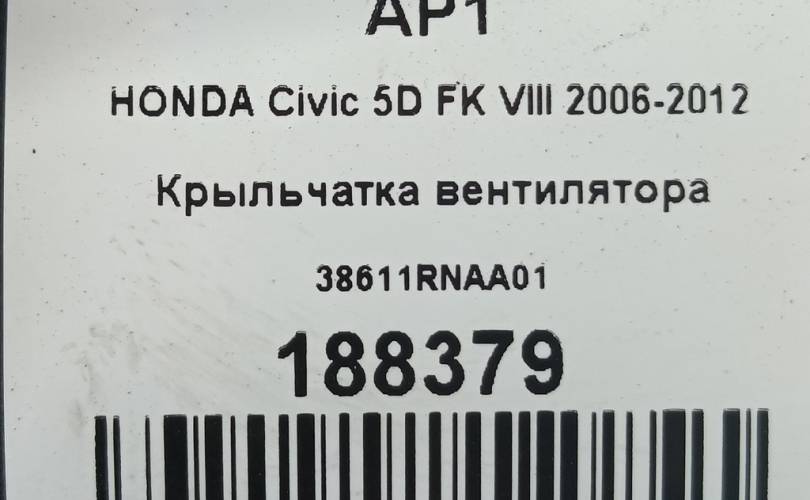 AP1
HONDA Civic 5D FK VIII 2006-2012
Крыльчатка вентилятора
38611RNAA01
188379